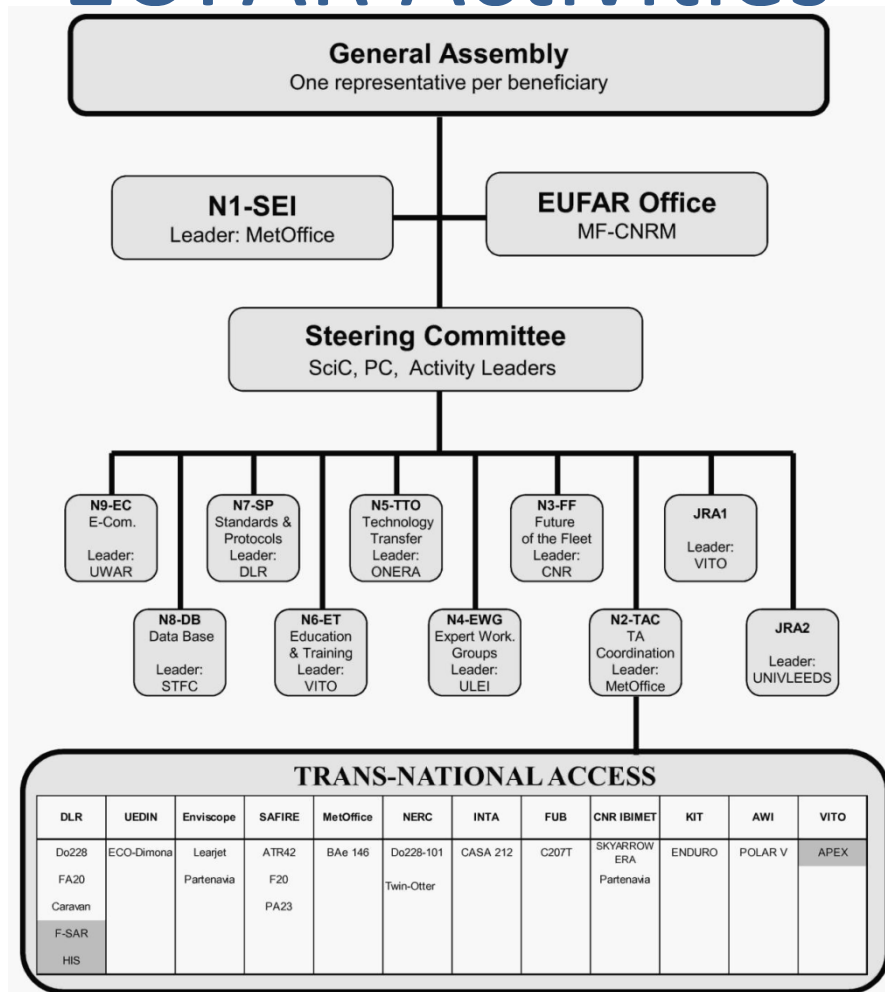 EUFAR Activities
General Assembly
One representative per beneficiary
N1-SEI
Leader: MetOffice
EUFAR Office
MF-CNRM
Steering Committee
SciC, PC, Activity Leaders
N9-EC
E-Com.
Leader:
UWAR
N7-SP
Standards &
Protocols
Leader:
DLR
N5-TTO
Technology
Transfer
Leader:
ONERA
N3-FF
Future
of the Fleet
Leader:
CNR
JRA1
Leader:
VITO
N8-DB
Data Base
Leader:
STFC
N6-ET
Education
& Training
Leader:
VITO
N4-EWG
Expert Work.
Groups
Leader:
ULEI
N2-TAC
TA
Coordination
Leader:
MetOffice
JRA2
Leader:
UNIVLEEDS
TRANS-NATIONAL ACCESS
DLR UEDIN Enviscope SAFIRE MetOffice NERC INTA FUB CNR IBIMET KIT AWI VITO
Do228 ECO-Dimona Learjet ATR42 BAe 146 Do228-101 CASA 212 C207T SKYARROW ERA ENDURO POLAR V APEX
FA20 Partenavia F20 Twin-Otter Partenavia
Caravan PA23
F-SAR
HIS